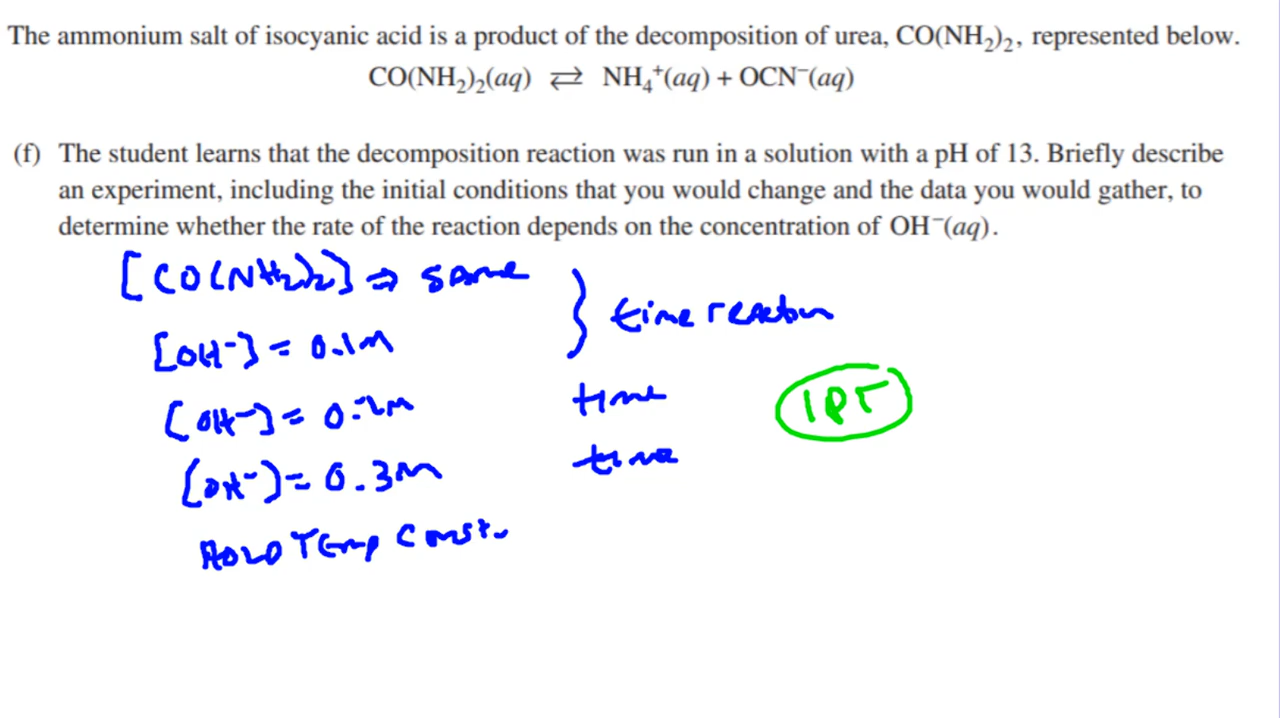 The ammonium salt of isocyanic acid is a product of the decomposition of urea, CO(NH₂)₂, represented below.
CO(NH₂)₂(aq) ⇄ NH₄⁺(aq) + OCN⁻(aq)
(f) The student learns that the decomposition reaction was run in a solution with a pH of 13. Briefly describe
an experiment, including the initial conditions that you would change and the data you would gather, to
determine whether the rate of the reaction depends on the concentration of OH⁻(aq).
[CO(NH₂)₂] ⇒ same
} time reaction
[OH⁻] = 0.1M
[OH⁻] = 0.2M time
1PT
[OH⁻] = 0.3M time
HOLD TEMP Const.